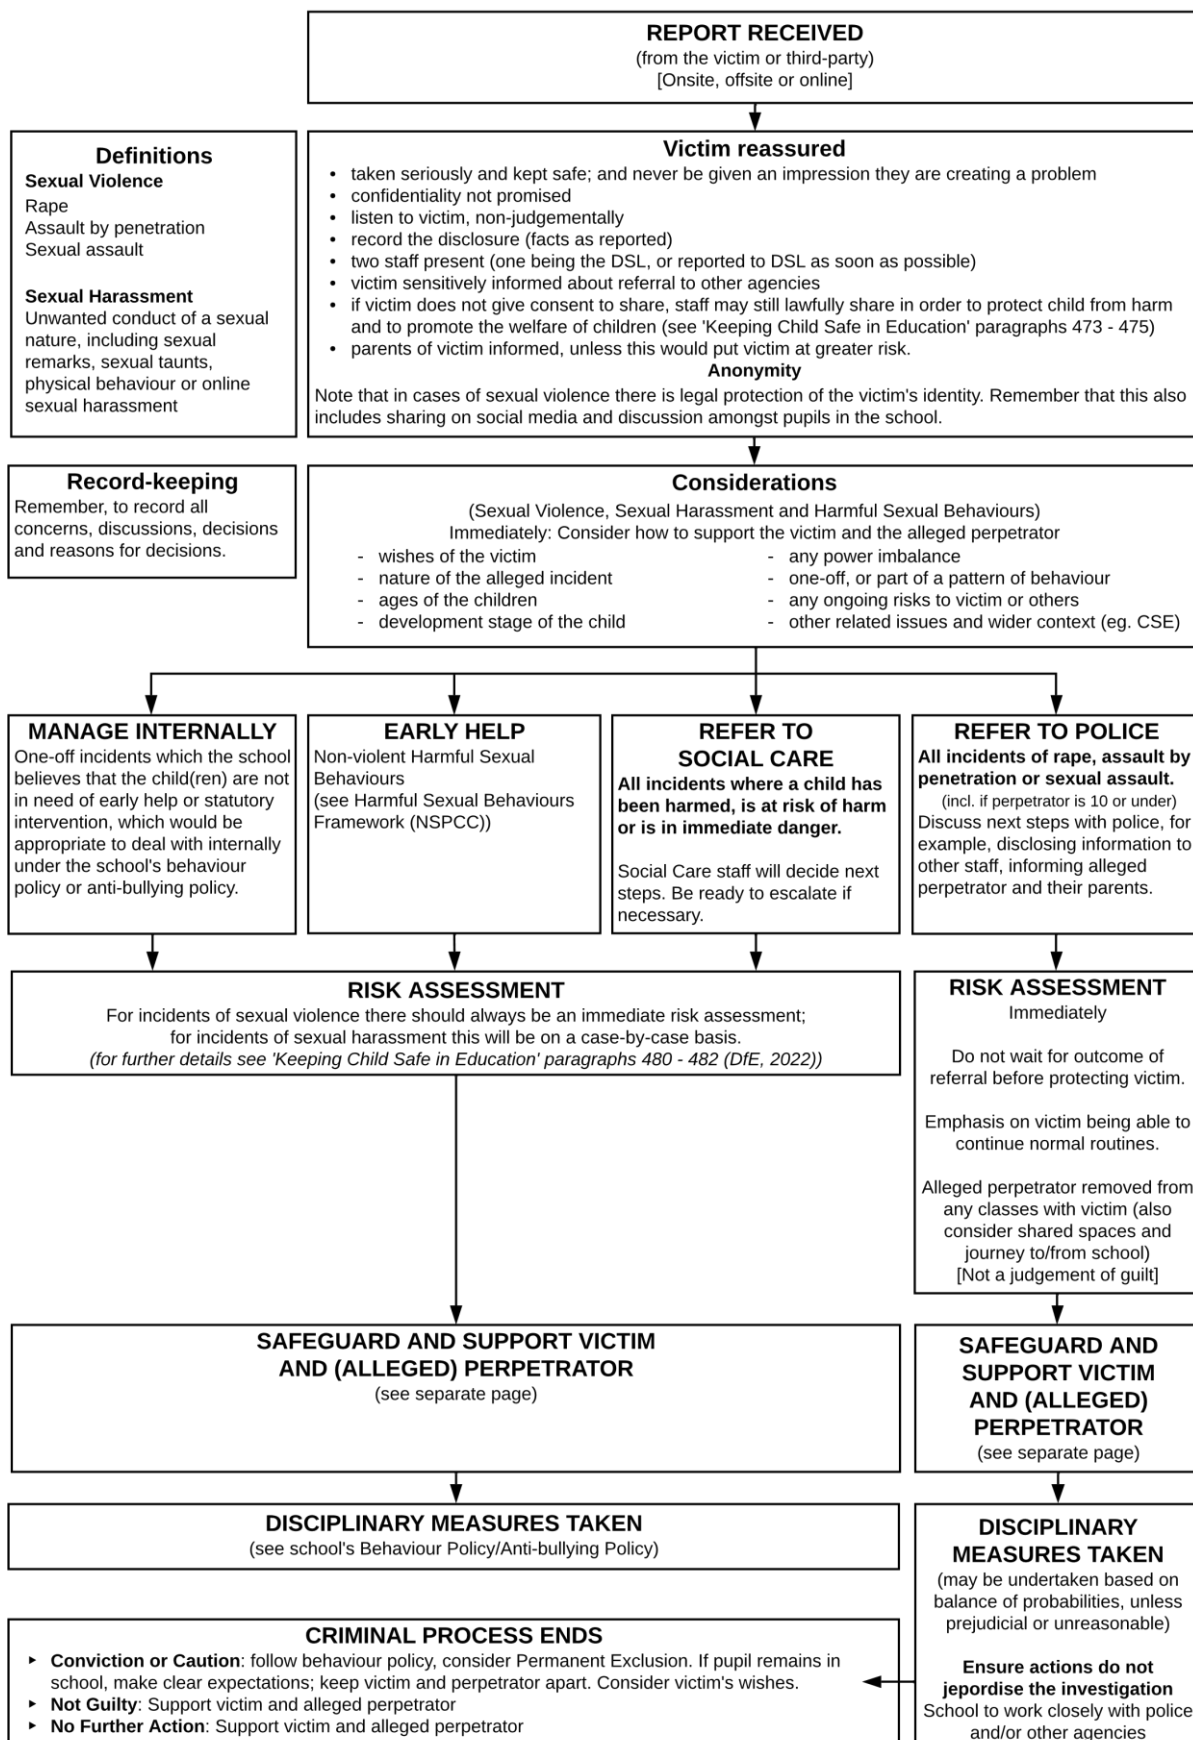 REPORT RECEIVED
(from the victim or third-party)
[Onsite, offsite or online]
Definitions
Sexual Violence
Rape
Assault by penetration
Sexual assault
Sexual Harassment
Unwanted conduct of a sexual
nature, including sexual
remarks, sexual taunts,
physical behaviour or online
sexual harassment
Victim reassured
• taken seriously and kept safe; and never be given an impression they are creating a problem
• confidentiality not promised
• listen to victim, non-judgementally
• record the disclosure (facts as reported)
• two staff present (one being the DSL, or reported to DSL as soon as possible)
• victim sensitively informed about referral to other agencies
• if victim does not give consent to share, staff may still lawfully share in order to protect child from harm
and to promote the welfare of children (see 'Keeping Child Safe in Education' paragraphs 473 - 475)
• parents of victim informed, unless this would put victim at greater risk.
Anonymity
Note that in cases of sexual violence there is legal protection of the victim's identity. Remember that this also
includes sharing on social media and discussion amongst pupils in the school.
Record-keeping
Remember, to record all
concerns, discussions, decisions
and reasons for decisions.
Considerations
(Sexual Violence, Sexual Harassment and Harmful Sexual Behaviours)
Immediately: Consider how to support the victim and the alleged perpetrator
- wishes of the victim
- nature of the alleged incident
- ages of the children
- development stage of the child
- any power imbalance
- one-off, or part of a pattern of behaviour
- any ongoing risks to victim or others
- other related issues and wider context (eg. CSE)
MANAGE INTERNALLY
One-off incidents which the school
believes that the child(ren) are not
in need of early help or statutory
intervention, which would be
appropriate to deal with internally
under the school's behaviour
policy or anti-bullying policy.
EARLY HELP
Non-violent Harmful Sexual
Behaviours
(see Harmful Sexual Behaviours
Framework (NSPCC))
REFER TO
SOCIAL CARE
All incidents where a child has
been harmed, is at risk of harm
or is in immediate danger.
Social Care staff will decide next
steps. Be ready to escalate if
necessary.
REFER TO POLICE
All incidents of rape, assault by
penetration or sexual assault.
(incl. if perpetrator is 10 or under)
Discuss next steps with police, for
example, disclosing information to
other staff, informing alleged
perpetrator and their parents.
RISK ASSESSMENT
For incidents of sexual violence there should always be an immediate risk assessment;
for incidents of sexual harassment this will be on a case-by-case basis.
(for further details see 'Keeping Child Safe in Education' paragraphs 480 - 482 (DfE, 2022))
RISK ASSESSMENT
Immediately
Do not wait for outcome of
referral before protecting victim.
Emphasis on victim being able to
continue normal routines.
Alleged perpetrator removed from
any classes with victim (also
consider shared spaces and
journey to/from school)
[Not a judgement of guilt]
SAFEGUARD AND SUPPORT VICTIM
AND (ALLEGED) PERPETRATOR
(see separate page)
SAFEGUARD AND
SUPPORT VICTIM
AND (ALLEGED)
PERPETRATOR
(see separate page)
DISCIPLINARY MEASURES TAKEN
(see school's Behaviour Policy/Anti-bullying Policy)
DISCIPLINARY
MEASURES TAKEN
(may be undertaken based on
balance of probabilities, unless
prejudicial or unreasonable)
Ensure actions do not
jepordise the investigation
School to work closely with police
and/or other agencies
CRIMINAL PROCESS ENDS
▸ Conviction or Caution: follow behaviour policy, consider Permanent Exclusion. If pupil remains in
school, make clear expectations; keep victim and perpetrator apart. Consider victim's wishes.
▸ Not Guilty: Support victim and alleged perpetrator
▸ No Further Action: Support victim and alleged perpetrator